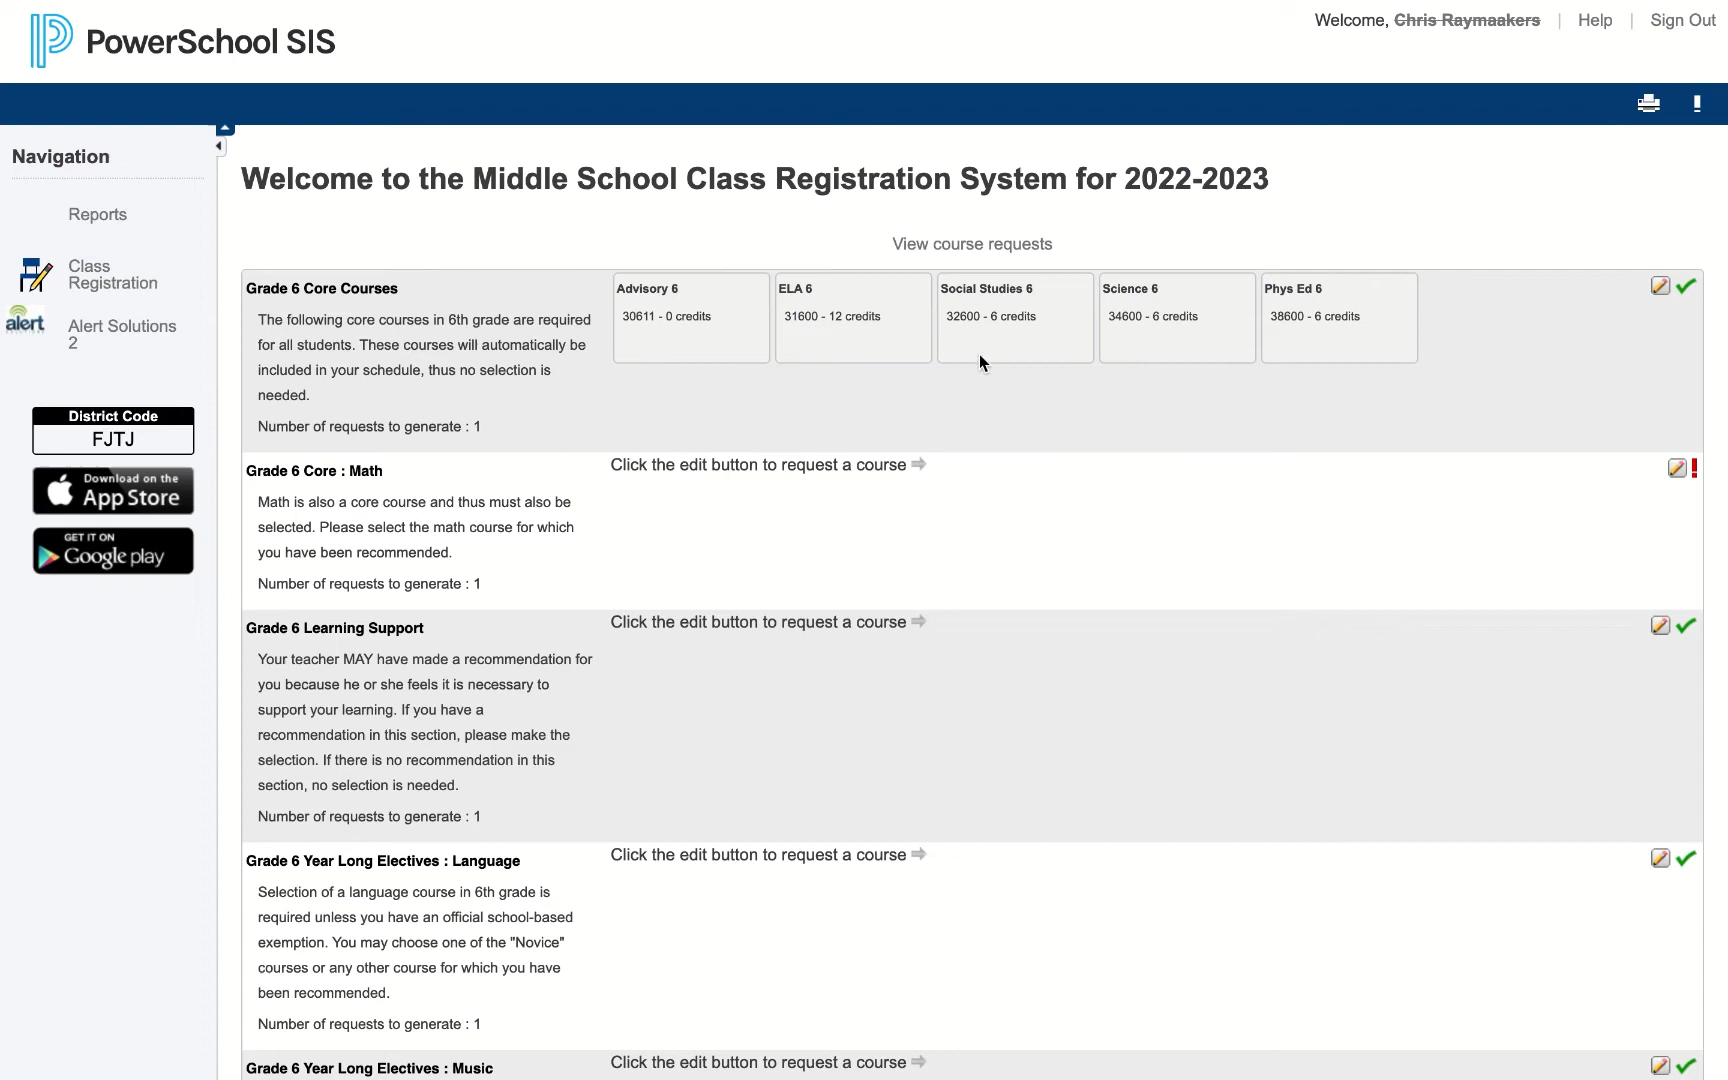 PowerSchool SIS
Welcome, Chris Raymaakers | Help | Sign Out
Navigation
Reports
Class
Registration
alert
Alert Solutions
2
District Code
FJTJ
Download on the
App Store
GET IT ON
Google play
Welcome to the Middle School Class Registration System for 2022-2023
View course requests
Grade 6 Core Courses
The following core courses in 6th grade are required
for all students. These courses will automatically be
included in your schedule, thus no selection is
needed.
Number of requests to generate : 1
Advisory 6
30611 - 0 credits
ELA 6
31600 - 12 credits
Social Studies 6
32600 - 6 credits
Science 6
34600 - 6 credits
Phys Ed 6
38600 - 6 credits
Grade 6 Core : Math
Math is also a core course and thus must also be
selected. Please select the math course for which
you have been recommended.
Number of requests to generate : 1
Click the edit button to request a course
Grade 6 Learning Support
Your teacher MAY have made a recommendation for
you because he or she feels it is necessary to
support your learning. If you have a
recommendation in this section, please make the
selection. If there is no recommendation in this
section, no selection is needed.
Number of requests to generate : 1
Click the edit button to request a course
Grade 6 Year Long Electives : Language
Selection of a language course in 6th grade is
required unless you have an official school-based
exemption. You may choose one of the "Novice"
courses or any other course for which you have
been recommended.
Number of requests to generate : 1
Click the edit button to request a course
Grade 6 Year Long Electives : Music
Click the edit button to request a course